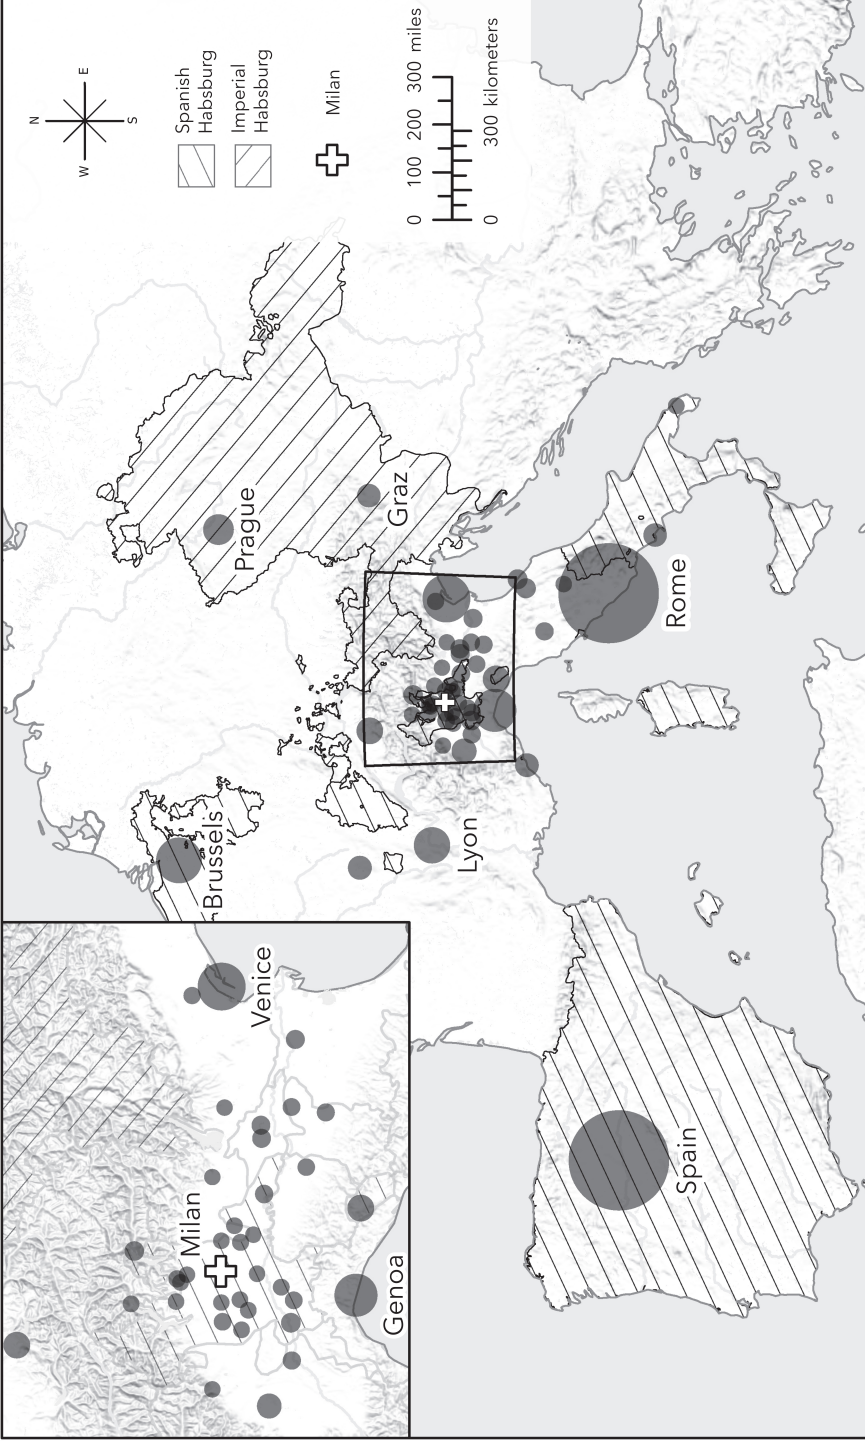 N
E
S
W
Spanish
Habsburg
Imperial
Habsburg
Milan
0 100 200 300 miles
0 300 kilometers
Prague
Graz
Brussels
Lyon
Rome
Spain
Milan
Venice
Genoa